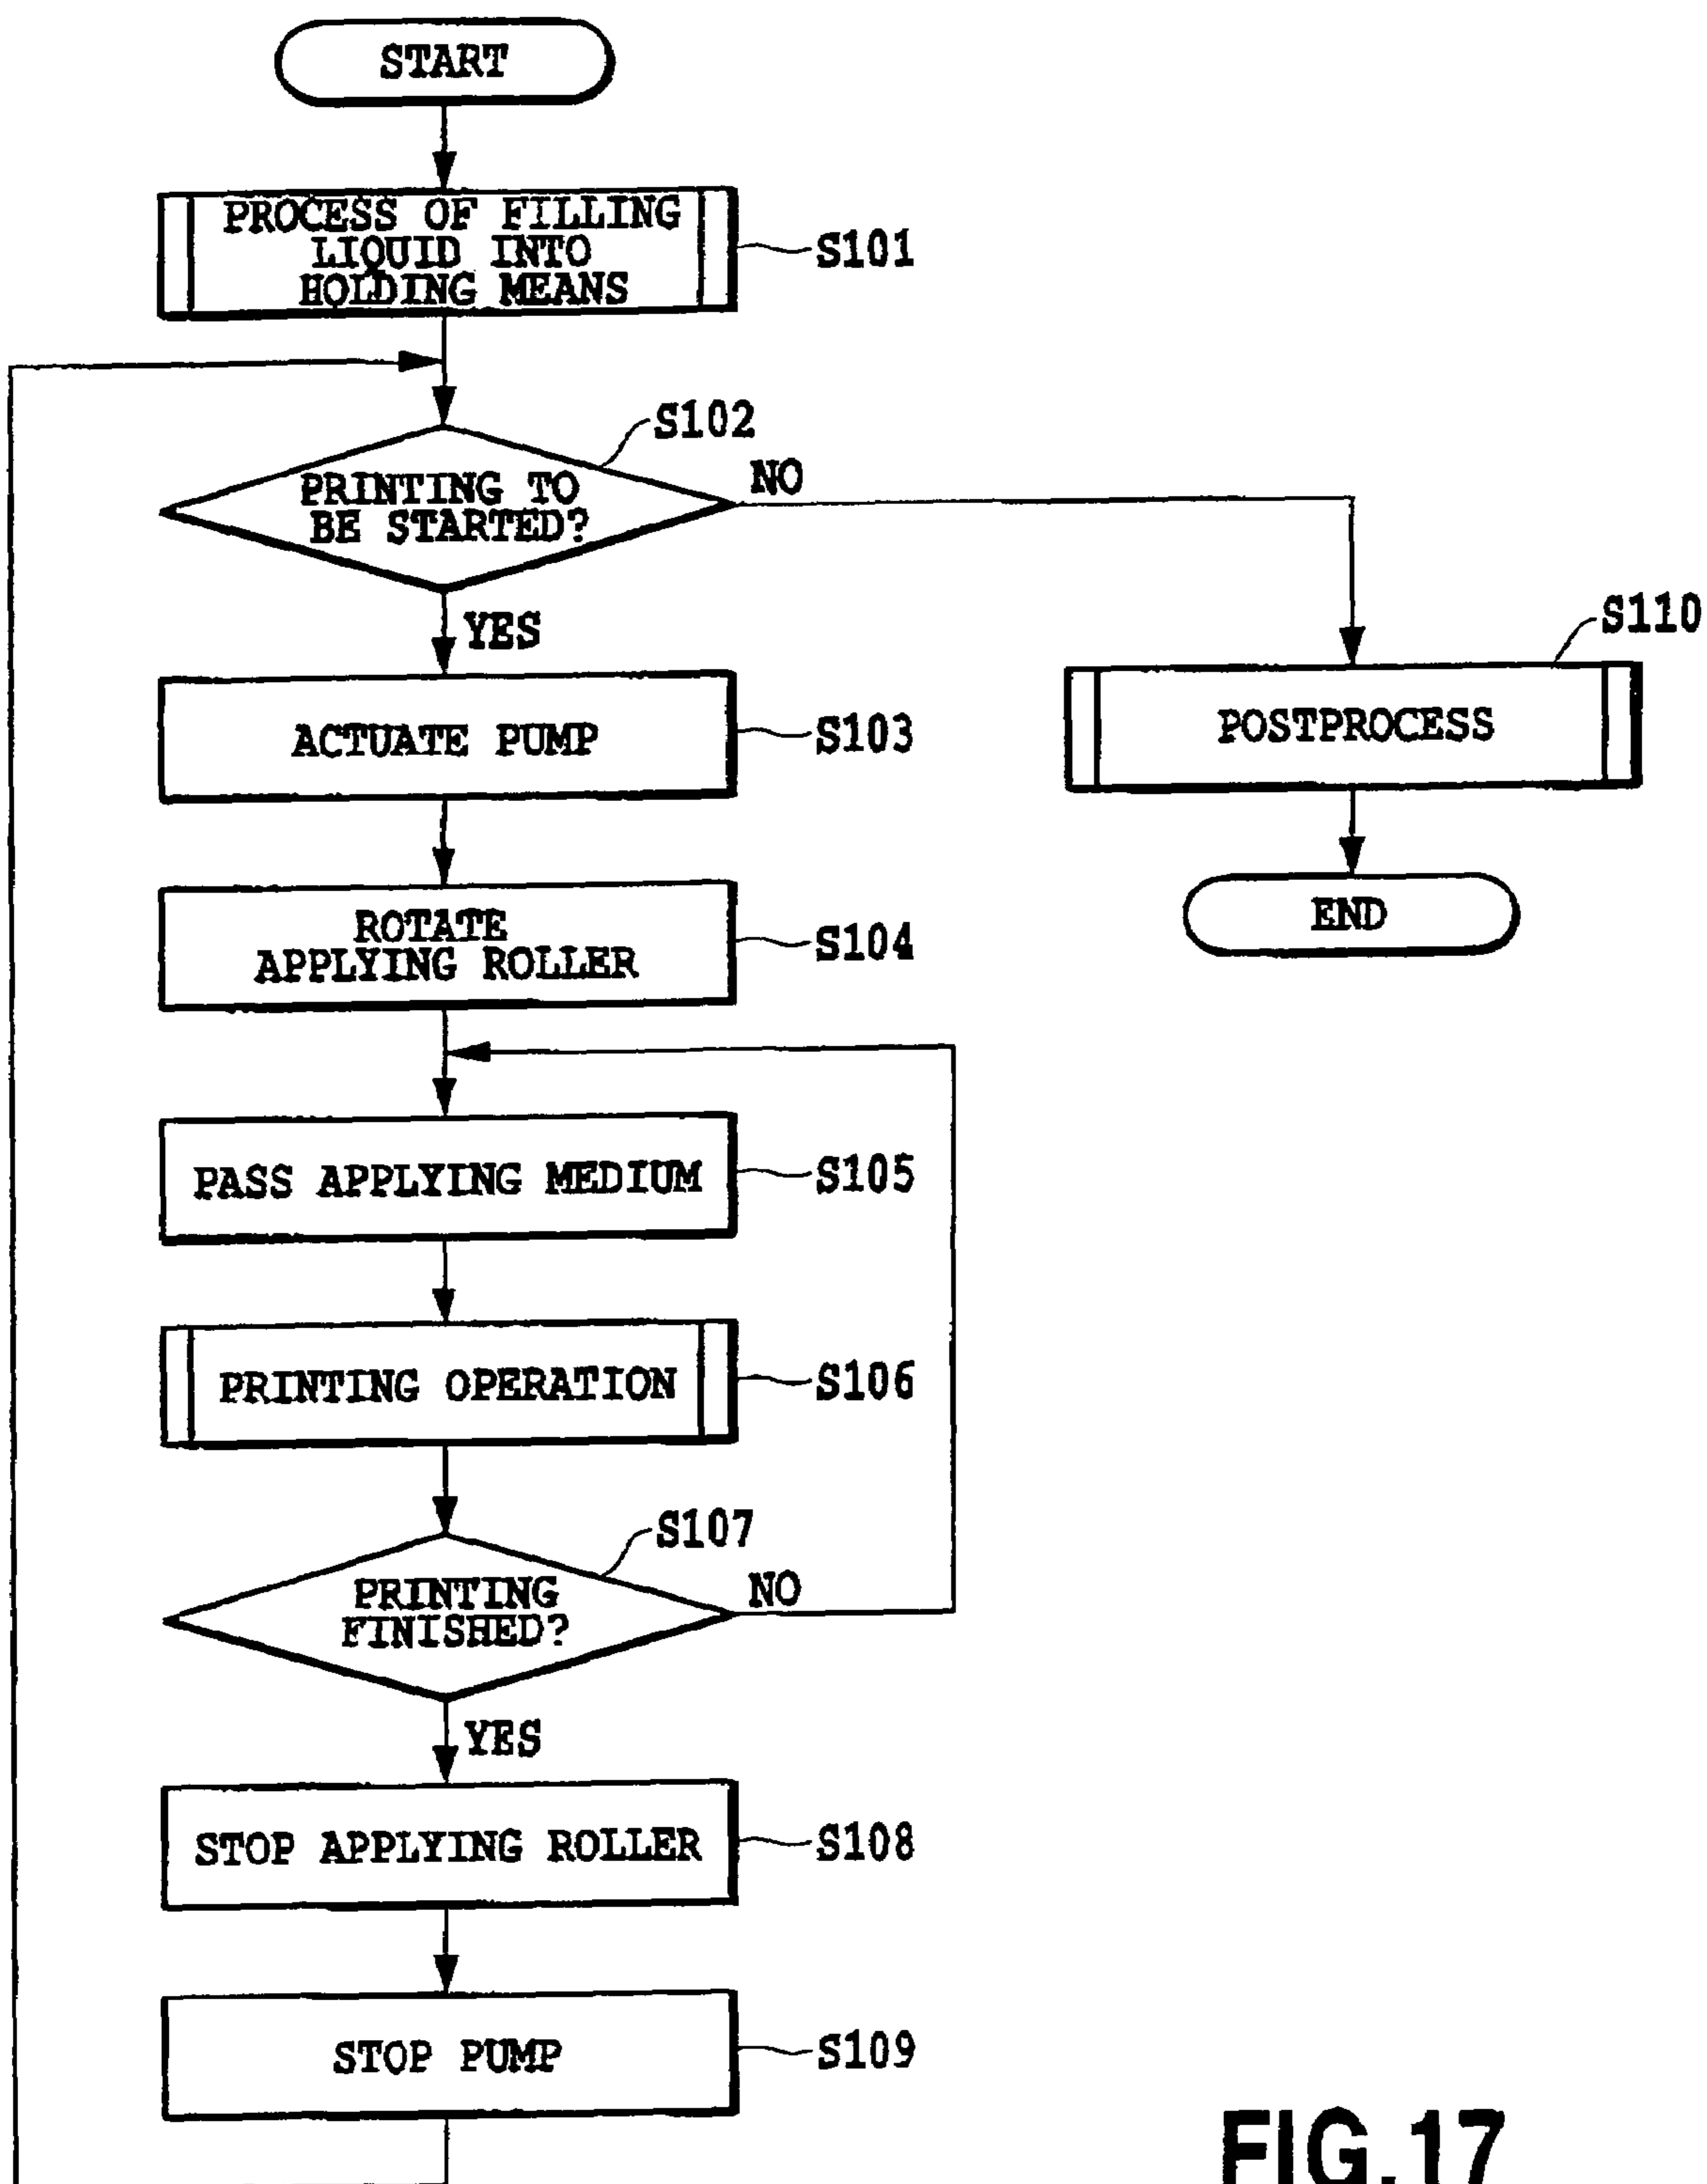 START
PROCESS OF FILLING
LIQUID INTO
HOLDING MEANS
S101
S102
PRINTING TO
BE STARTED?
NO
YES
S110
ACTUATE PUMP
S103
POSTPROCESS
ROTATE
APPLYING ROLLER
S104
END
PASS APPLYING MEDIUM
S105
PRINTING OPERATION
S106
S107
PRINTING
FINISHED?
NO
YES
STOP APPLYING ROLLER
S108
STOP PUMP
S109
FIG.17